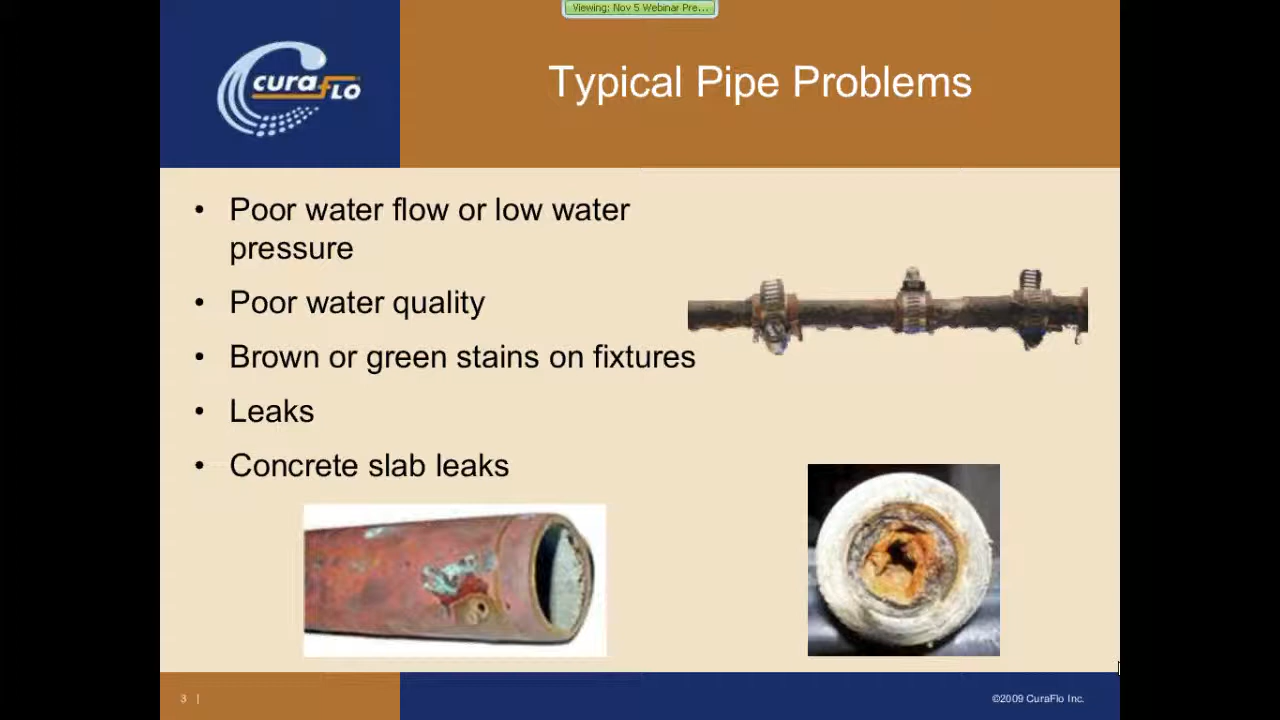 Viewing: Nov 5 Webinar Pre...
curaFLO
Typical Pipe Problems
• Poor water flow or low water
pressure
• Poor water quality
• Brown or green stains on fixtures
• Leaks
• Concrete slab leaks
3 |
©2009 CuraFlo Inc.